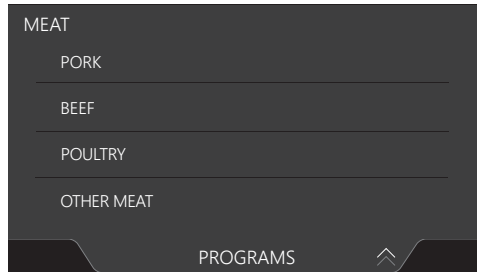 MEAT
PORK
BEEF
POULTRY
OTHER MEAT
PROGRAMS